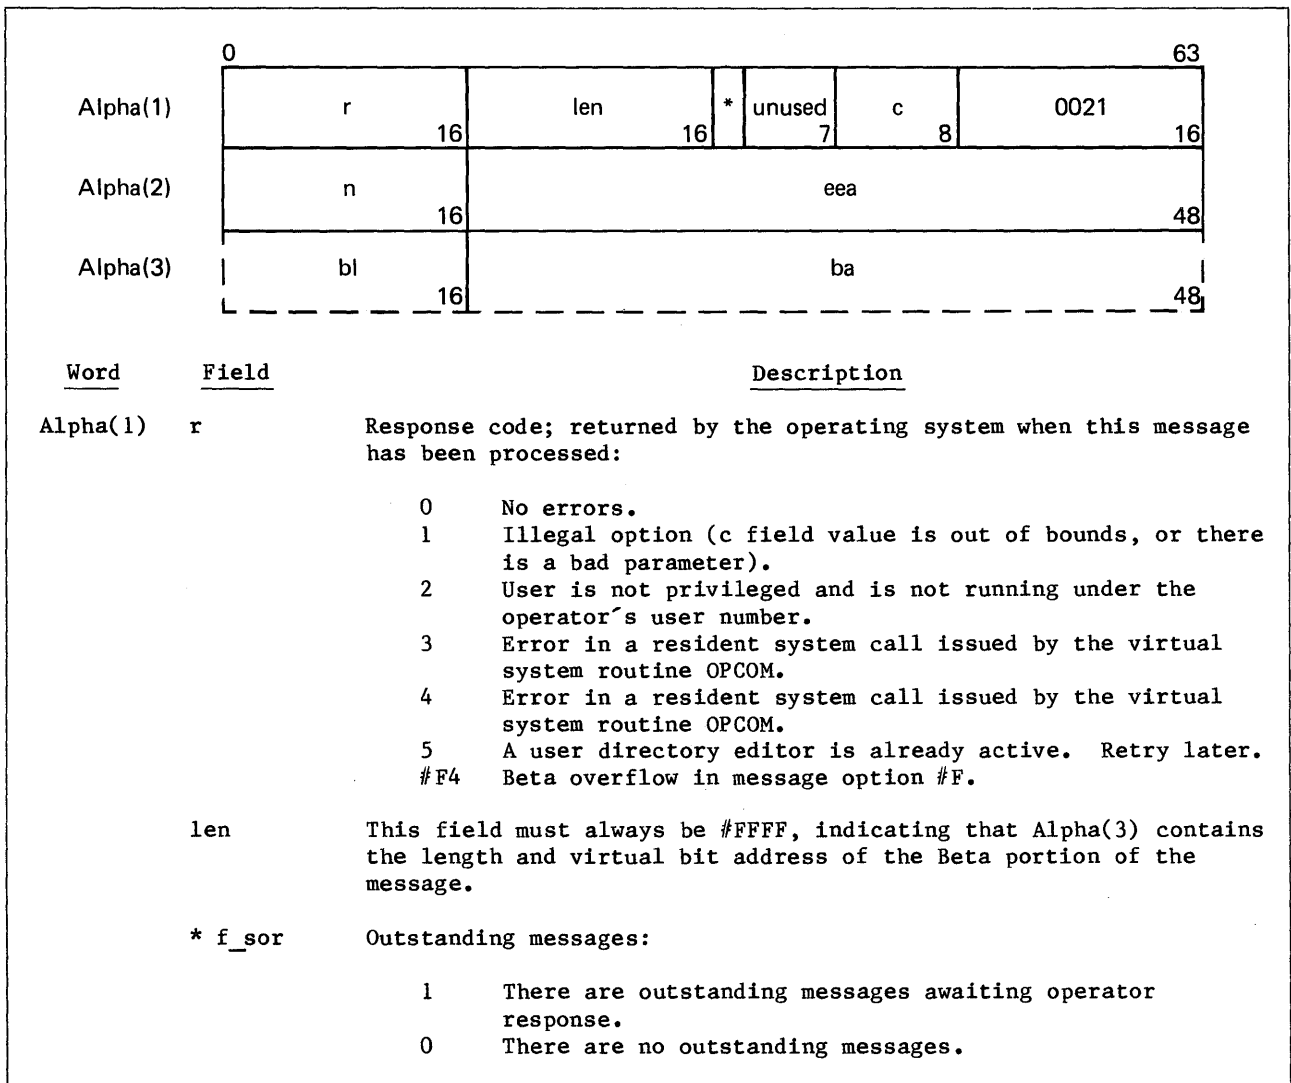 0 63
Alpha(1) r 16 len 16 * unused 7 c 8 0021 16
Alpha(2) n 16 eea 48
Alpha(3) bl 16 ba 48
Word Field Description
Alpha(1) r Response code; returned by the operating system when this message
has been processed:
0 No errors.
1 Illegal option (c field value is out of bounds, or there
is a bad parameter).
2 User is not privileged and is not running under the
operator´s user number.
3 Error in a resident system call issued by the virtual
system routine OPCOM.
4 Error in a resident system call issued by the virtual
system routine OPCOM.
5 A user directory editor is already active. Retry later.
#F4 Beta overflow in message option #F.
len This field must always be #FFFF, indicating that Alpha(3) contains
the length and virtual bit address of the Beta portion of the
message.
* f_sor Outstanding messages:
1 There are outstanding messages awaiting operator
response.
0 There are no outstanding messages.